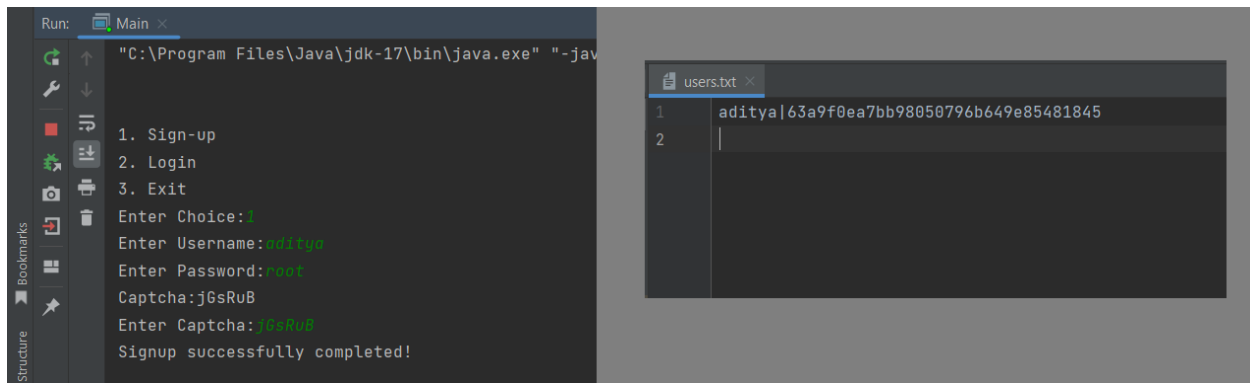 Run: Main
"C:\Program Files\Java\jdk-17\bin\java.exe" "-jav
1. Sign-up
2. Login
3. Exit
Enter Choice:1
Enter Username:aditya
Enter Password:root
Captcha:jGsRuB
Enter Captcha:jGsRuB
Signup successfully completed!
Bookmarks
Structure
users.txt
1 aditya|63a9f0ea7bb98050796b649e85481845
2